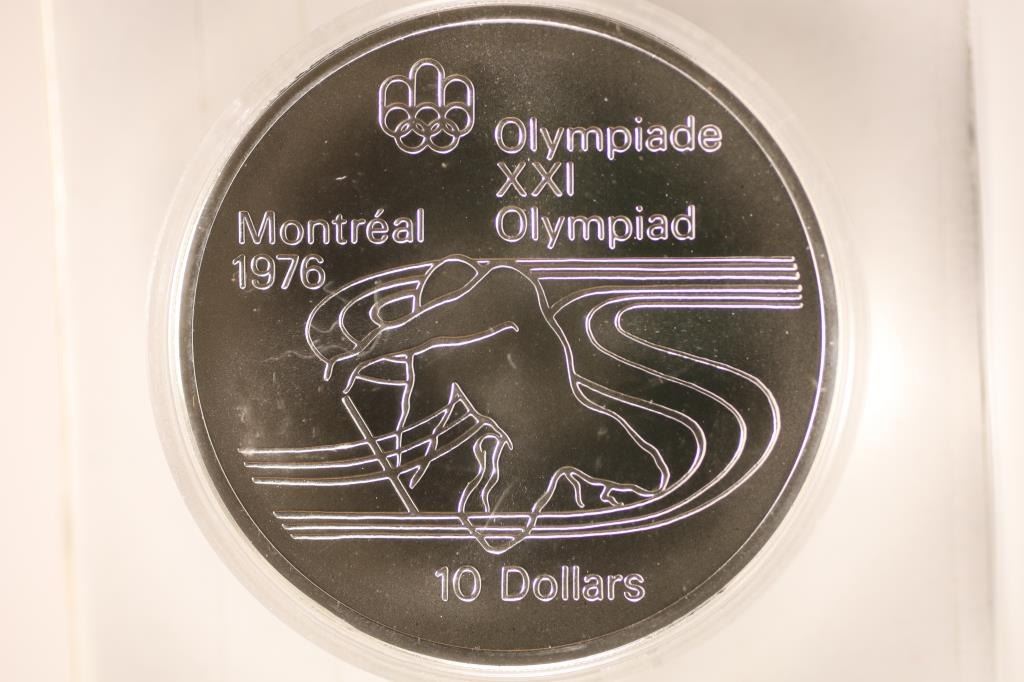 Olympiade
XXI
Olympiad
Montréal
1976
10 Dollars